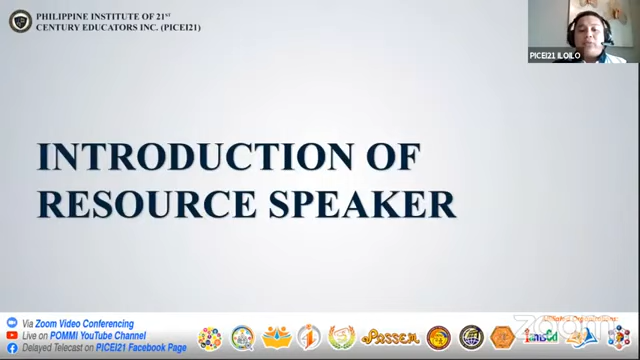 PHILIPPINE INSTITUTE OF 21ST
CENTURY EDUCATORS INC. (PICEI21)
PICEI21 ILOILO
INTRODUCTION OF
RESOURCE SPEAKER
Via Zoom Video Conferencing
Live on POMMI YouTube Channel
Delayed Telecast on PICEI21 Facebook Page
PASSEM
zoom